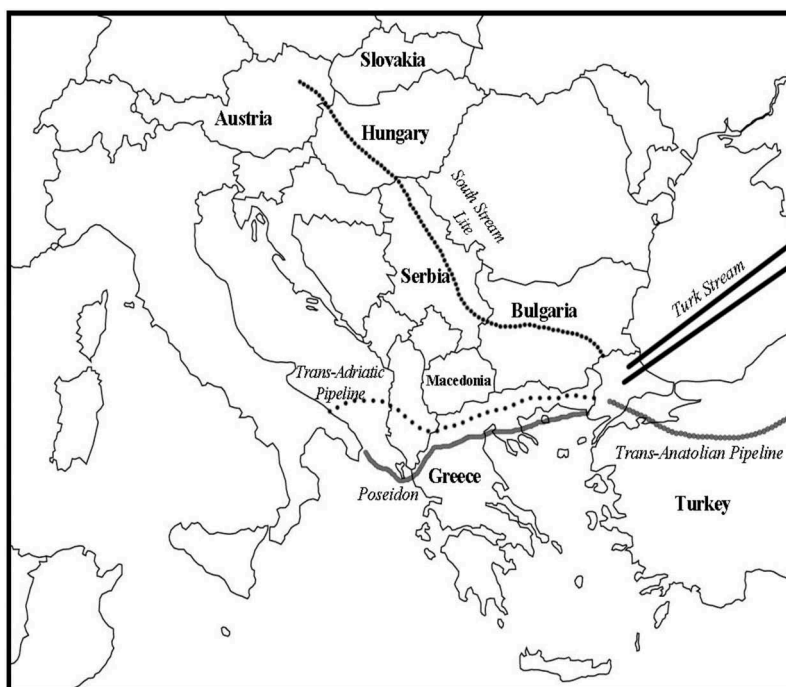 Slovakia
Austria
Hungary
South Stream
Lite
Serbia
Turk Stream
Bulgaria
Trans-Adriatic
Pipeline
Macedonia
Trans-Anatolian Pipeline
Greece
Poseidon
Turkey